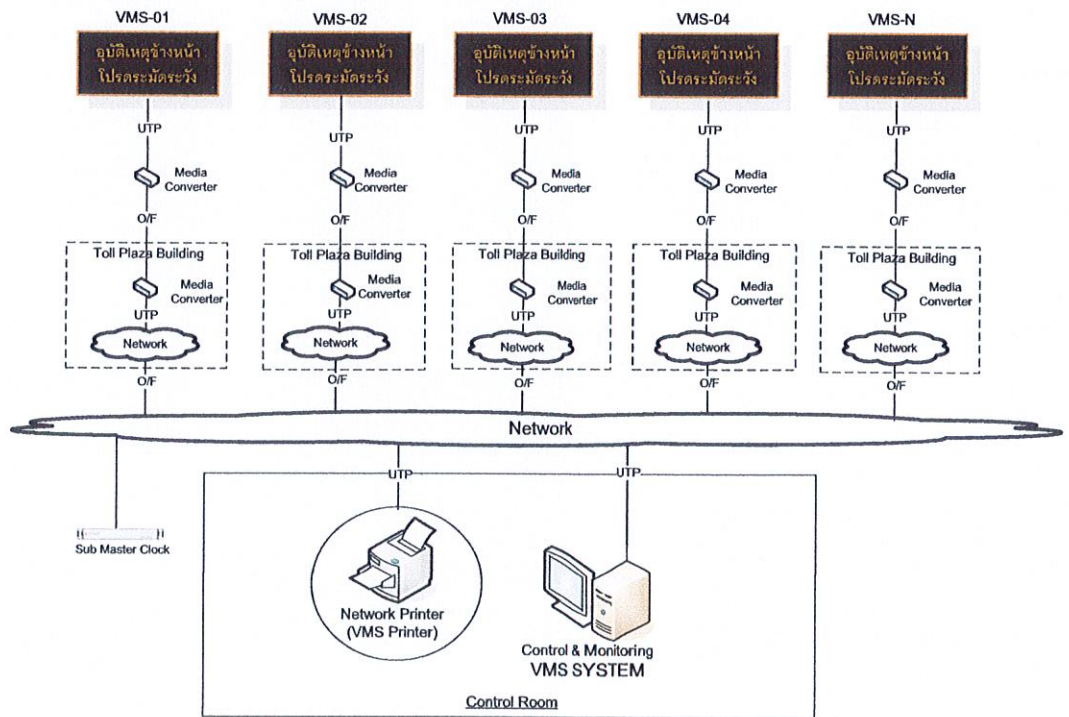 VMS-01 VMS-02 VMS-03 VMS-04 VMS-N
อุบัติเหตุข้างหน้า อุบัติเหตุข้างหน้า อุบัติเหตุข้างหน้า อุบัติเหตุข้างหน้า อุบัติเหตุข้างหน้า
โปรดระมัดระวัง โปรดระมัดระวัง โปรดระมัดระวัง โปรดระมัดระวัง โปรดระมัดระวัง
UTP UTP UTP UTP UTP
Media Media Media Media Media
Converter Converter Converter Converter Converter
O/F O/F O/F O/F O/F
Toll Plaza Building Toll Plaza Building Toll Plaza Building Toll Plaza Building Toll Plaza Building
Media Media Media Media Media
Converter Converter Converter Converter Converter
UTP UTP UTP UTP UTP
Network Network Network Network Network
O/F O/F O/F O/F O/F
Network
UTP UTP
Sub Master Clock
Network Printer
(VMS Printer)
Control & Monitoring
VMS SYSTEM
Control Room